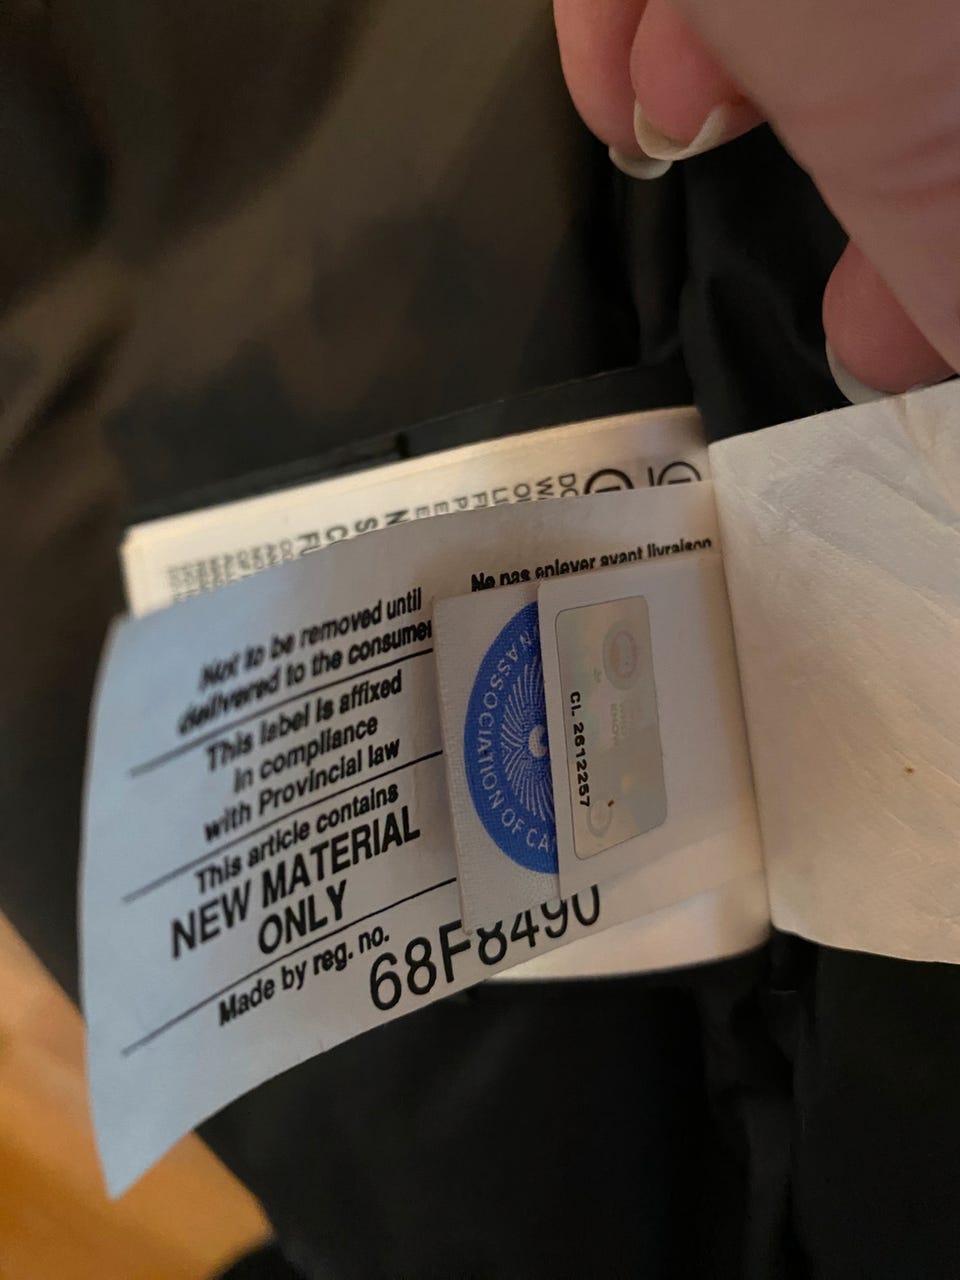 Ne pas enlever avant livraison
Not to be removed until
delivered to the consumer
This label is affixed
in compliance
with Provincial law
This article contains
NEW MATERIAL
ONLY
Made by reg. no.
68F8490
ASSOCIATION OF CA
CL. 2612257